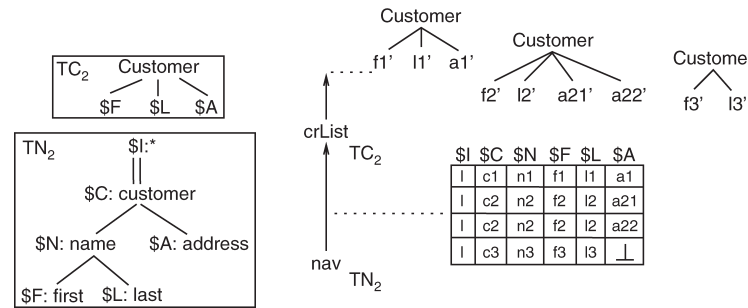 TC2 Customer
$F $L $A
TN2 $I:*
$C: customer
$N: name $A: address
$F: first $L: last
Customer
f1’ l1’ a1’
Customer
f2’ l2’ a21’ a22’
Custome
f3’ l3’
crList
TC2
nav
TN2
$I $C $N $F $L $A
l c1 n1 f1 l1 a1
l c2 n2 f2 l2 a21
l c2 n2 f2 l2 a22
l c3 n3 f3 l3 ⊥